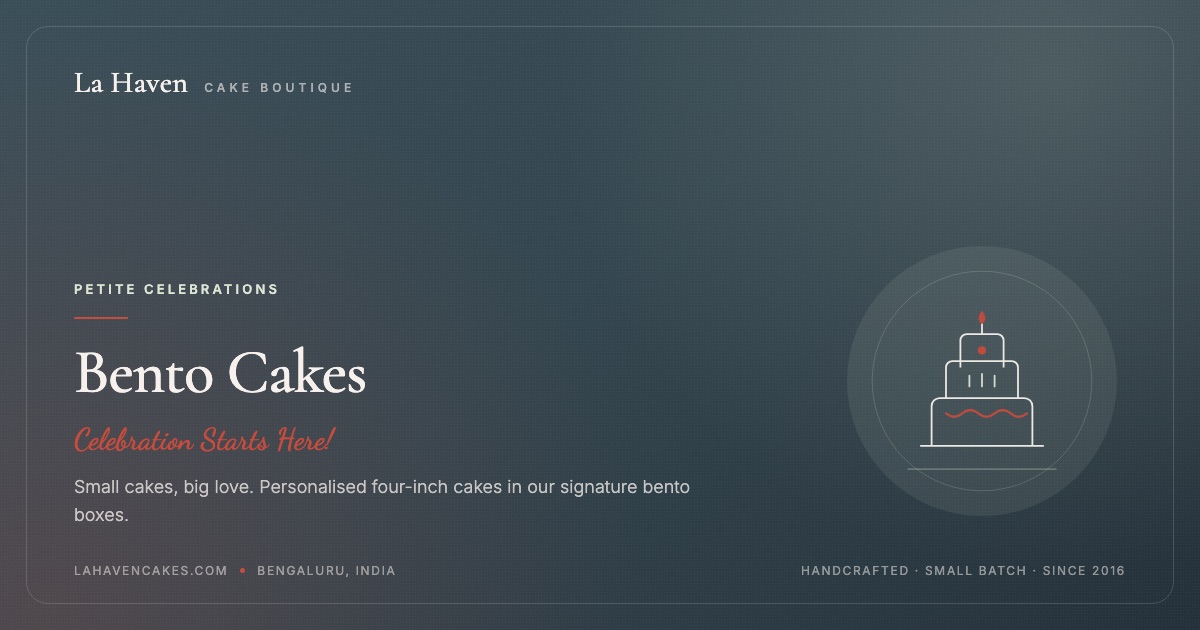 La Haven CAKE BOUTIQUE
PETITE CELEBRATIONS
Bento Cakes
Celebration Starts Here!
Small cakes, big love. Personalised four-inch cakes in our signature bento
boxes.
LAHAVENCAKES.COM • BENGALURU, INDIA
HANDCRAFTED · SMALL BATCH · SINCE 2016